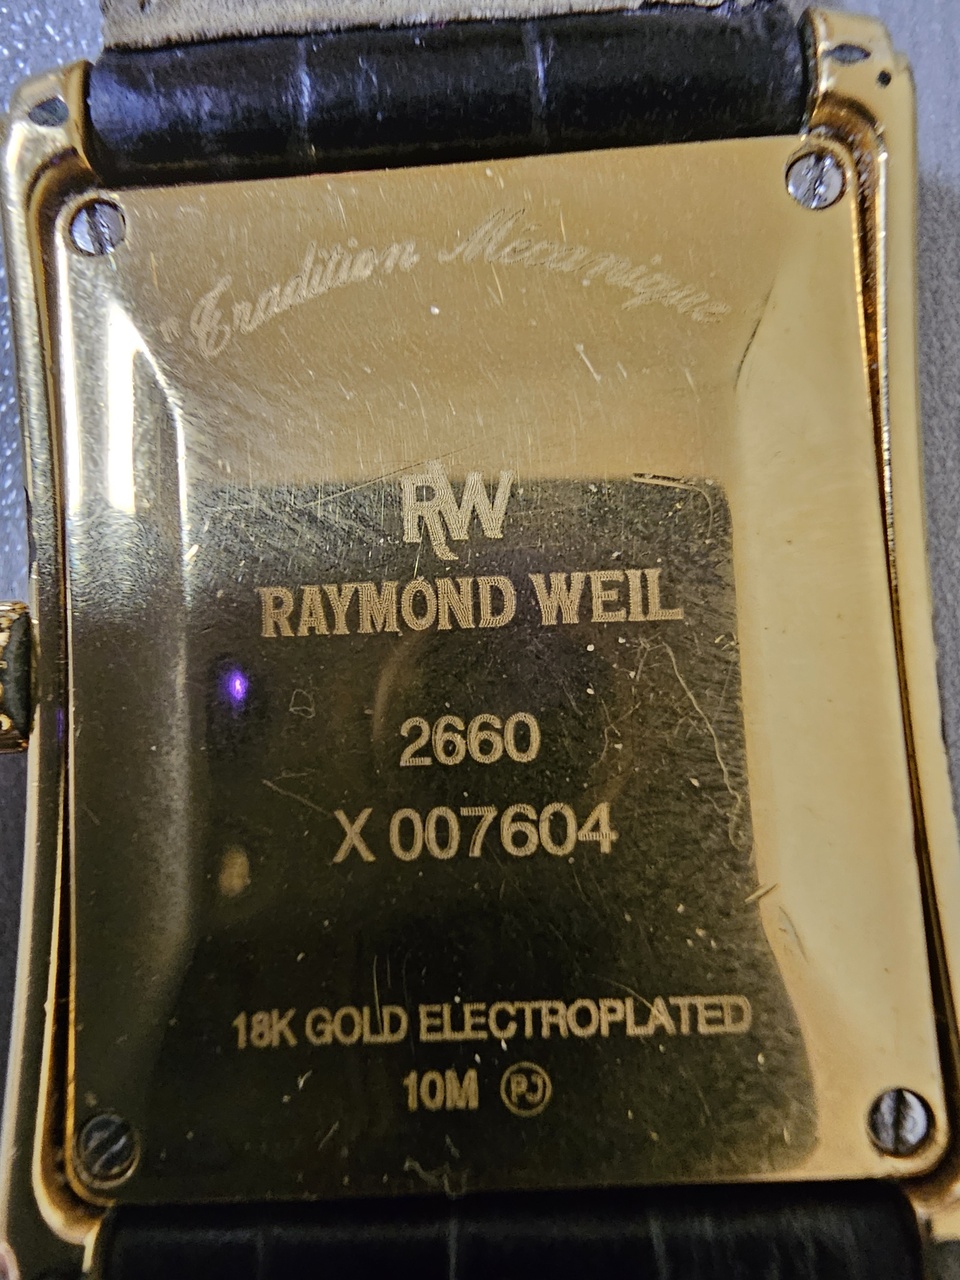 "Tradition Mécanique
RW
RAYMOND WEIL
2660
X 007604
18K GOLD ELECTROPLATED
10M PJ